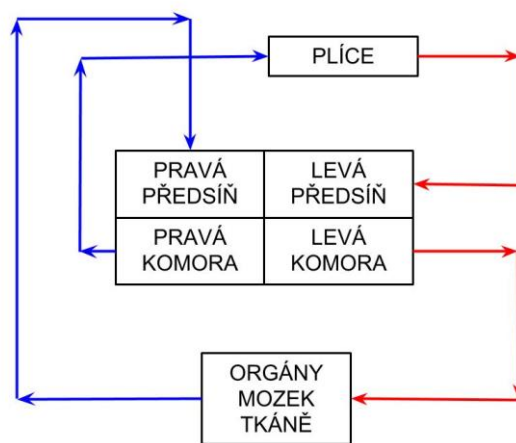 PLÍCE
PRAVÁ
PŘEDSÍŇ
LEVÁ
PŘEDSÍŇ
PRAVÁ
KOMORA
LEVÁ
KOMORA
ORGÁNY
MOZEK
TKÁNĚ